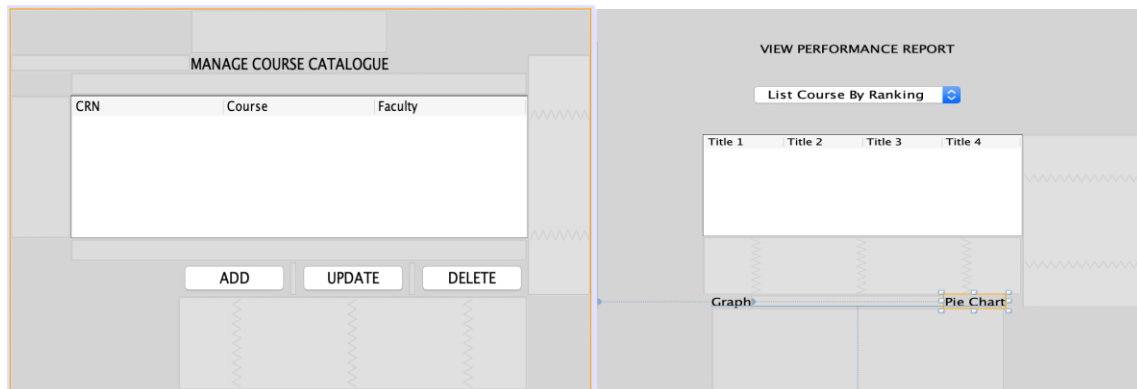 MANAGE COURSE CATALOGUE
CRN Course Faculty
ADD UPDATE DELETE
VIEW PERFORMANCE REPORT
List Course By Ranking
Title 1 Title 2 Title 3 Title 4
Graph Pie Chart